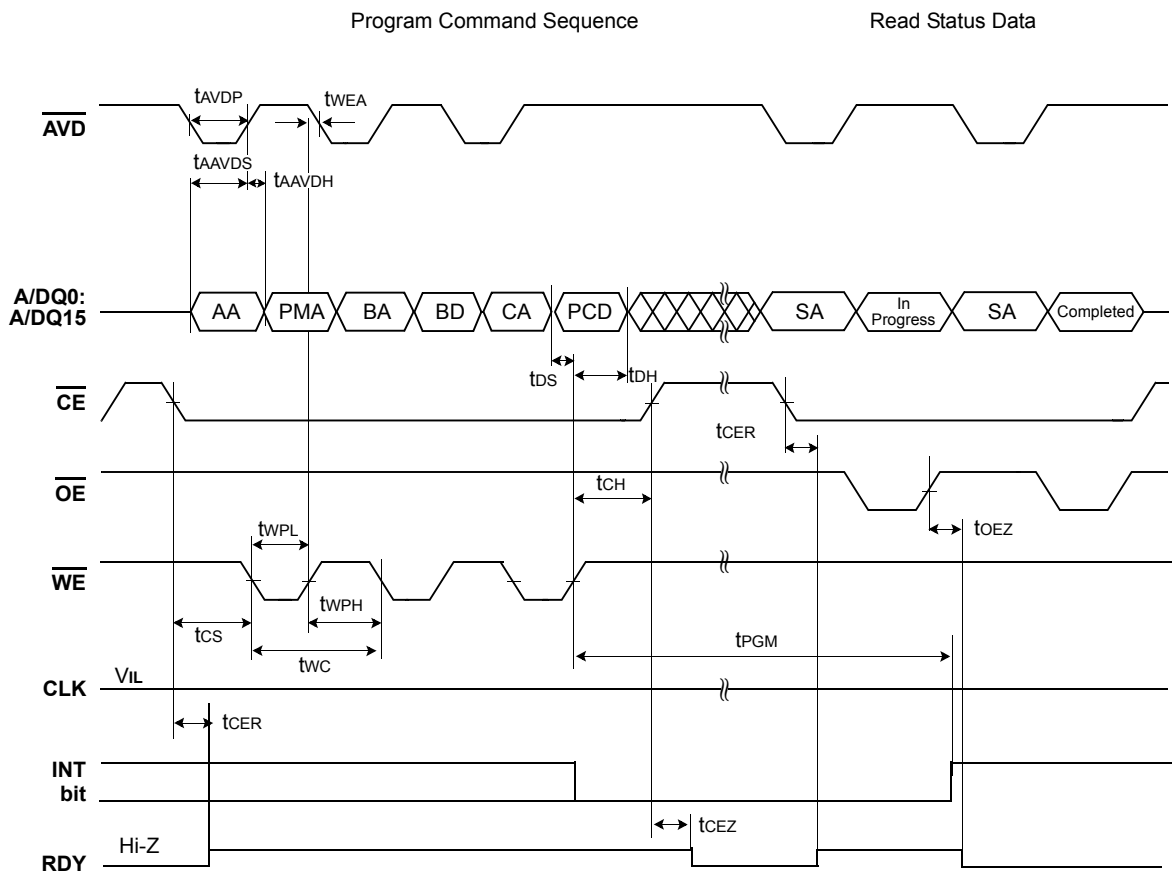 Program Command Sequence
Read Status Data
AVD
tAVDP
tWEA
tAAVDS
tAAVDH
A/DQ0:
A/DQ15
AA
PMA
BA
BD
CA
PCD
SA
In
Progress
SA
Completed
tDS
tDH
CE
tCER
OE
tCH
tOEZ
tWPL
WE
tWPH
tCS
tWC
tPGM
CLK
VIL
tCER
INT
bit
tCEZ
Hi-Z
RDY